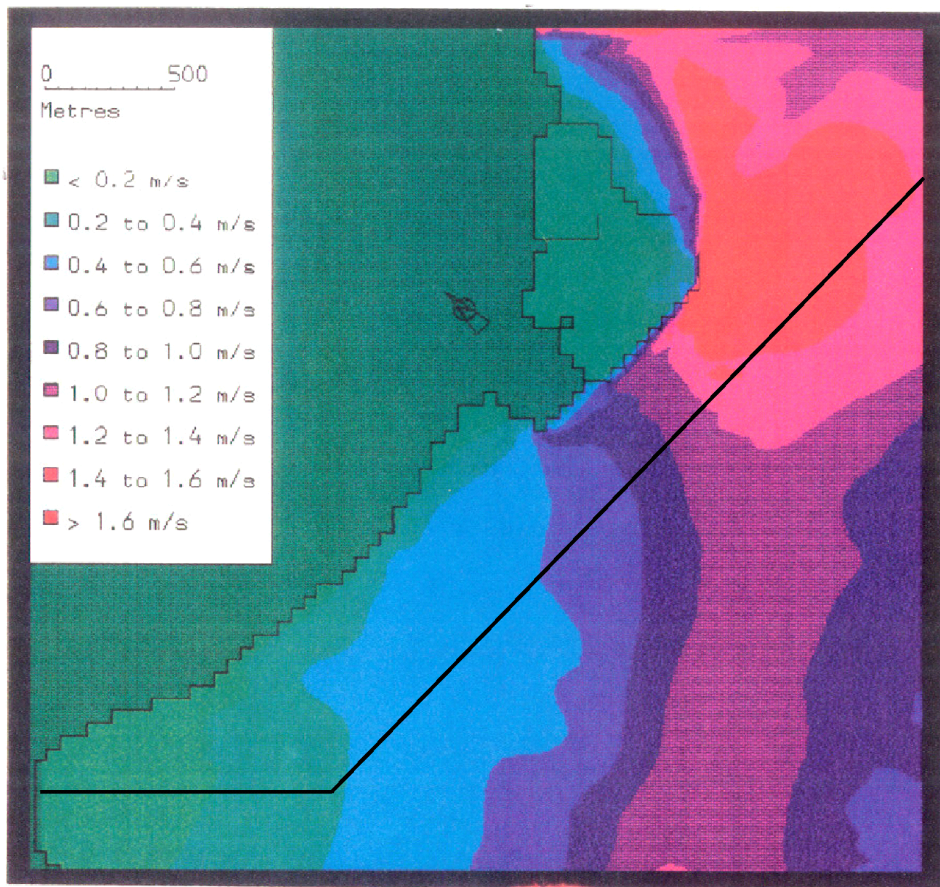 0 500
Metres
< 0.2 m/s
0.2 to 0.4 m/s
0.4 to 0.6 m/s
0.6 to 0.8 m/s
0.8 to 1.0 m/s
1.0 to 1.2 m/s
1.2 to 1.4 m/s
1.4 to 1.6 m/s
> 1.6 m/s